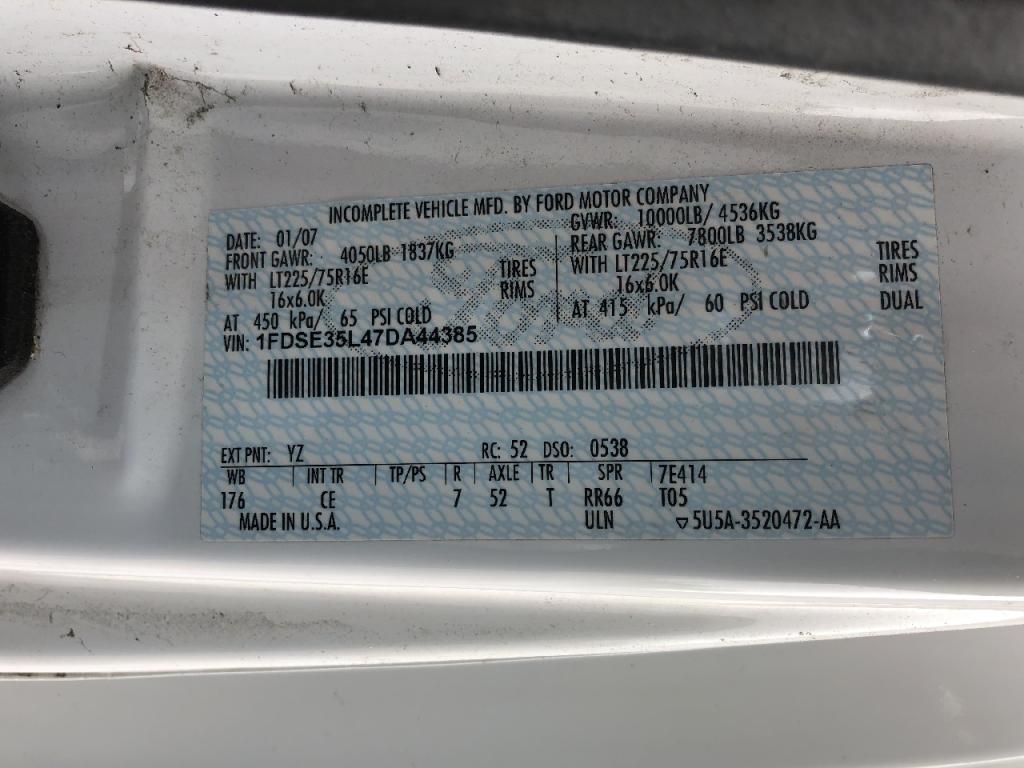 INCOMPLETE VEHICLE MFD. BY FORD MOTOR COMPANY
DATE: 01/07 GVWR: 10000LB/ 4536KG
FRONT GAWR: 4050LB 1837KG REAR GAWR: 7800LB 3538KG
WITH LT225/75R16E TIRES WITH LT225/75R16E TIRES
16x6.0K RIMS 16x6.0K RIMS
AT 450 kPa/ 65 PSI COLD AT 415 kPa/ 60 PSI COLD DUAL
VIN: 1FDSE35L47DA44385
Ford
EXT PNT: YZ RC: 52 DSO: 0538
WB INT TR TP/PS R AXLE TR SPR 7E414
176 CE 7 52 T RR66 T05
MADE IN U.S.A. ULN ▽5U5A-3520472-AA